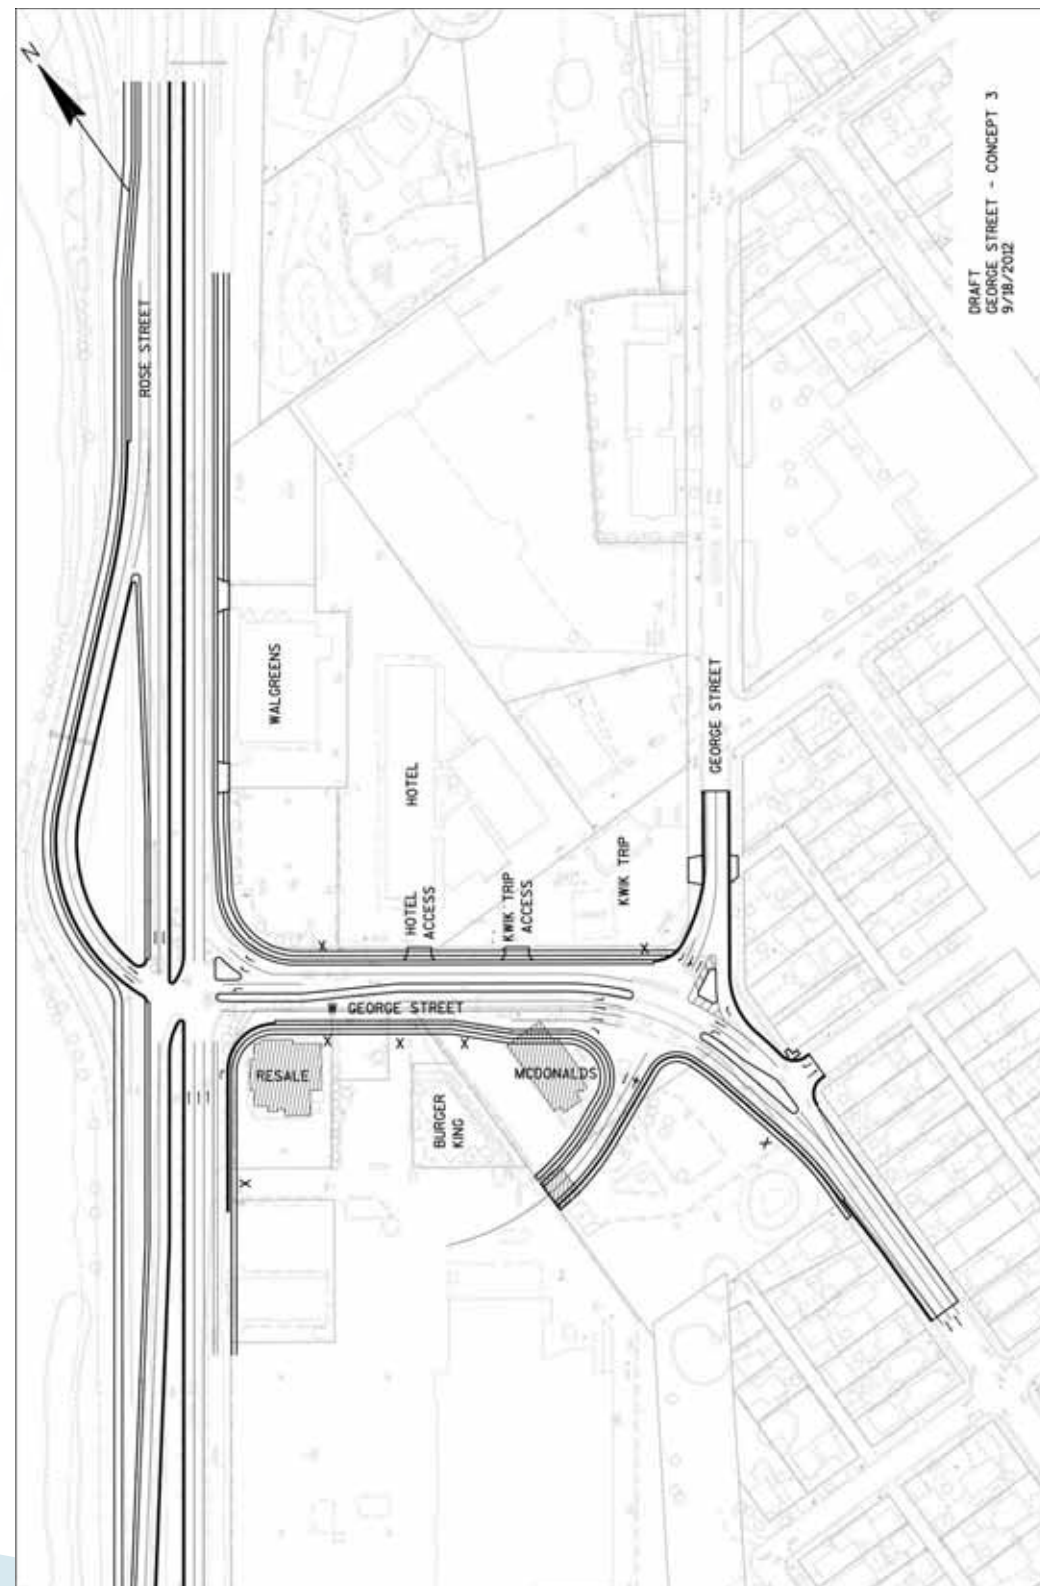 N
DRAFT
GEORGE STREET - CONCEPT 3
9/18/2012
ROSE STREET
WALGREENS
HOTEL
GEORGE STREET
KWIK TRIP
HOTEL
ACCESS
KWIK TRIP
ACCESS
W GEORGE STREET
RESALE
MCDONALDS
BURGER
KING